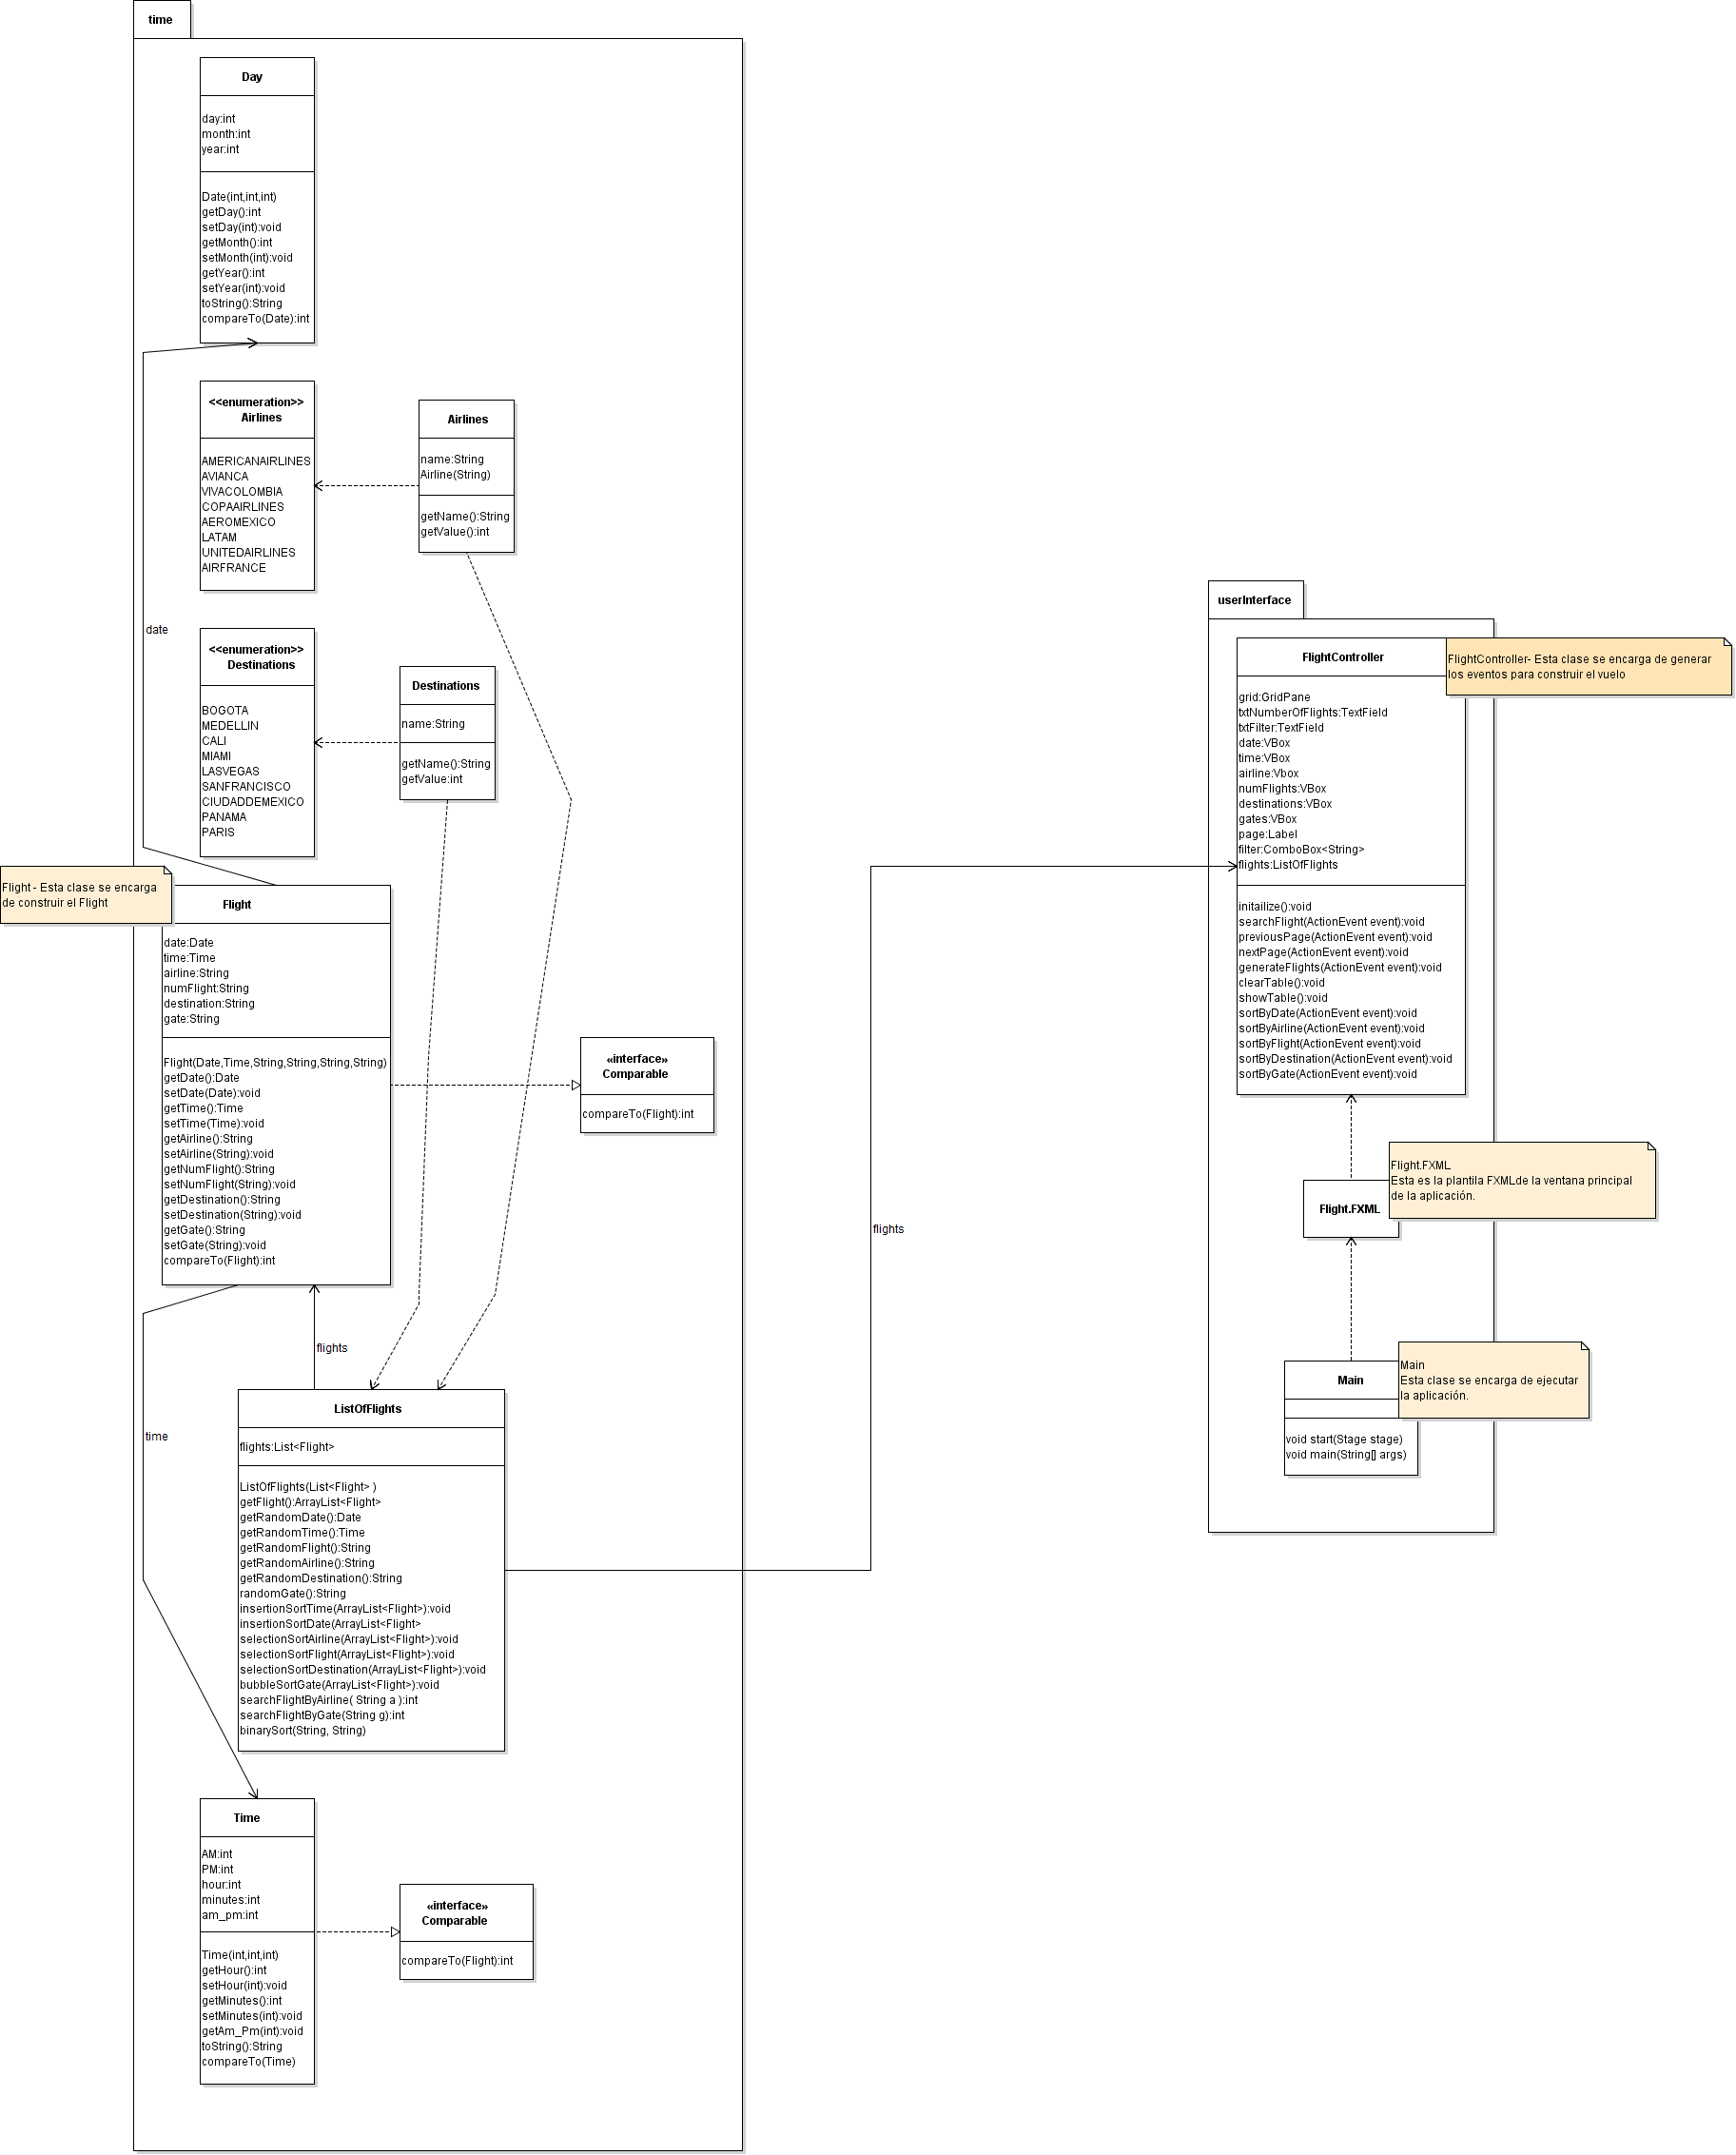 time
Day
day:int
month:int
year:int
Date(int,int,int)
getDay():int
setDay(int):void
getMonth():int
setMonth(int):void
getYear():int
setYear(int):void
toString():String
compareTo(Date):int
<<enumeration>>
Airlines
AMERICANAIRLINES
AVIANCA
VIVACOLOMBIA
COPAAIRLINES
AEROMEXICO
LATAM
UNITEDAIRLINES
AIRFRANCE
Airlines
name:String
Airline(String)
getName():String
getValue():int
date
<<enumeration>>
Destinations
BOGOTA
MEDELLIN
CALI
MIAMI
LASVEGAS
SANFRANCISCO
CIUDADDEMEXICO
PANAMA
PARIS
Destinations
name:String
getName():String
getValue:int
Flight - Esta clase se encarga
de construir el Flight
Flight
date:Date
time:Time
airline:String
numFlight:String
destination:String
gate:String
Flight(Date,Time,String,String,String,String)
getDate():Date
setDate(Date):void
getTime():Time
setTime(Time):void
getAirline():String
setAirline(String):void
getNumFlight():String
setNumFlight(String):void
getDestination():String
setDestination(String):void
getGate():String
setGate(String):void
compareTo(Flight):int
«interface»
Comparable
compareTo(Flight):int
flights
time
ListOfFlights
flights:List<Flight>
ListOfFlights(List<Flight> )
getFlight():ArrayList<Flight>
getRandomDate():Date
getRandomTime():Time
getRandomFlight():String
getRandomAirline():String
getRandomDestination():String
randomGate():String
insertionSortTime(ArrayList<Flight>):void
insertionSortDate(ArrayList<Flight>
selectionSortAirline(ArrayList<Flight>):void
selectionSortFlight(ArrayList<Flight>):void
selectionSortDestination(ArrayList<Flight>):void
bubbleSortGate(ArrayList<Flight>):void
searchFlightByAirline( String a ):int
searchFlightByGate(String g):int
binarySort(String, String)
Time
AM:int
PM:int
hour:int
minutes:int
am_pm:int
Time(int,int,int)
getHour():int
setHour(int):void
getMinutes():int
setMinutes(int):void
getAm_Pm(int):void
toString():String
compareTo(Time)
«interface»
Comparable
compareTo(Flight):int
flights
userInterface
FlightController
grid:GridPane
txtNumberOfFlights:TextField
txtFilter:TextField
date:VBox
time:VBox
airline:Vbox
numFlights:VBox
destinations:VBox
gates:VBox
page:Label
filter:ComboBox<String>
flights:ListOfFlights
initailize():void
searchFlight(ActionEvent event):void
previousPage(ActionEvent event):void
nextPage(ActionEvent event):void
generateFlights(ActionEvent event):void
clearTable():void
showTable():void
sortByDate(ActionEvent event):void
sortByAirline(ActionEvent event):void
sortByFlight(ActionEvent event):void
sortByDestination(ActionEvent event):void
sortByGate(ActionEvent event):void
FlightController- Esta clase se encarga de generar
los eventos para construir el vuelo
Flight.FXML
Flight.FXML
Esta es la plantila FXMLde la ventana principal
de la aplicación.
Main
void start(Stage stage)
void main(String[] args)
Main
Esta clase se encarga de ejecutar
la aplicación.